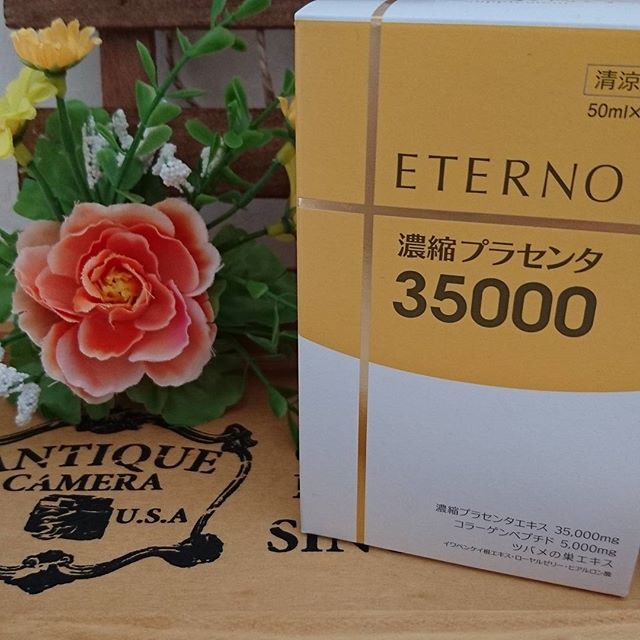 清涼
50ml×
ETERNO
濃縮プラセンタ
35000
濃縮プラセンタエキス 35,000mg
コラーゲンペプチド 5,000mg
ツバメの巣エキス
イワベンケイ根エキス・ローヤルゼリー・ヒアルロン酸
ANTIQUE
CAMERA
U.S.A
SIN